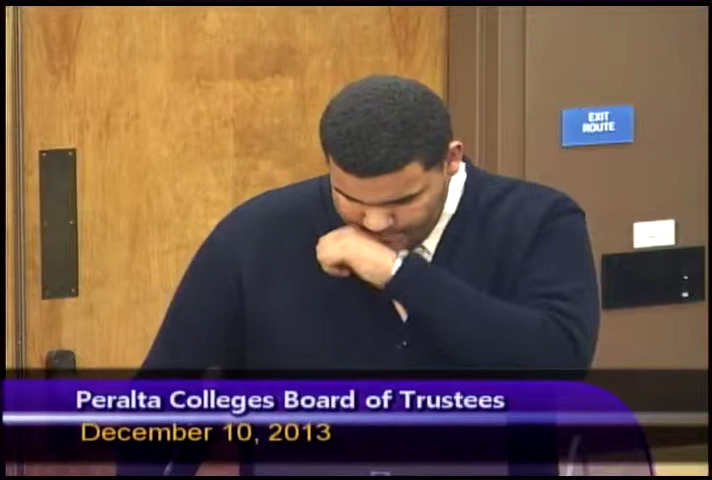 EXIT
ROUTE
Peralta Colleges Board of Trustees
December 10, 2013